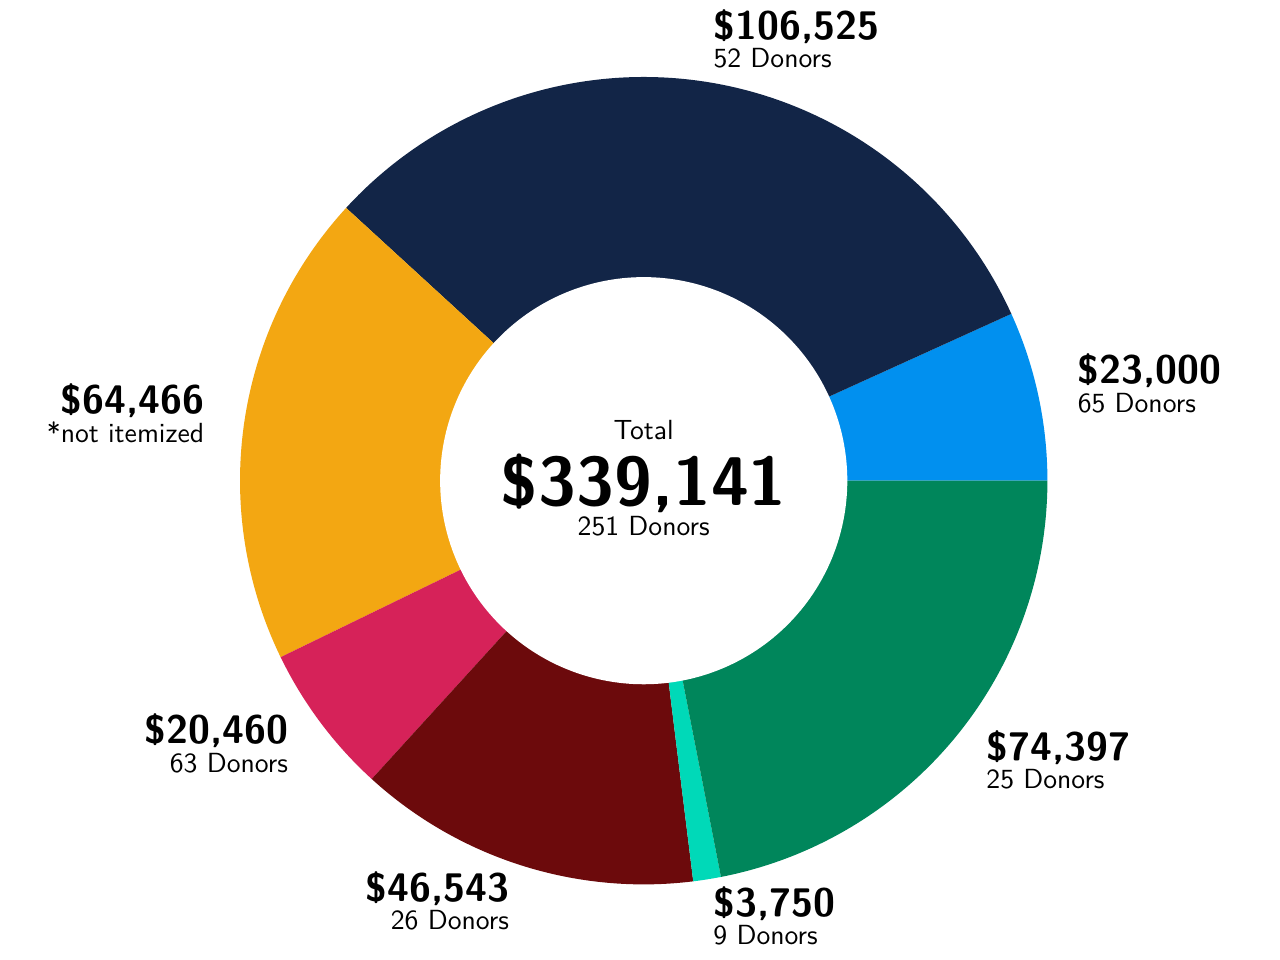 $106,525
52 Donors
$23,000
65 Donors
$64,466
*not itemized
Total
$339,141
251 Donors
$20,460
63 Donors
$74,397
25 Donors
$46,543
26 Donors
$3,750
9 Donors